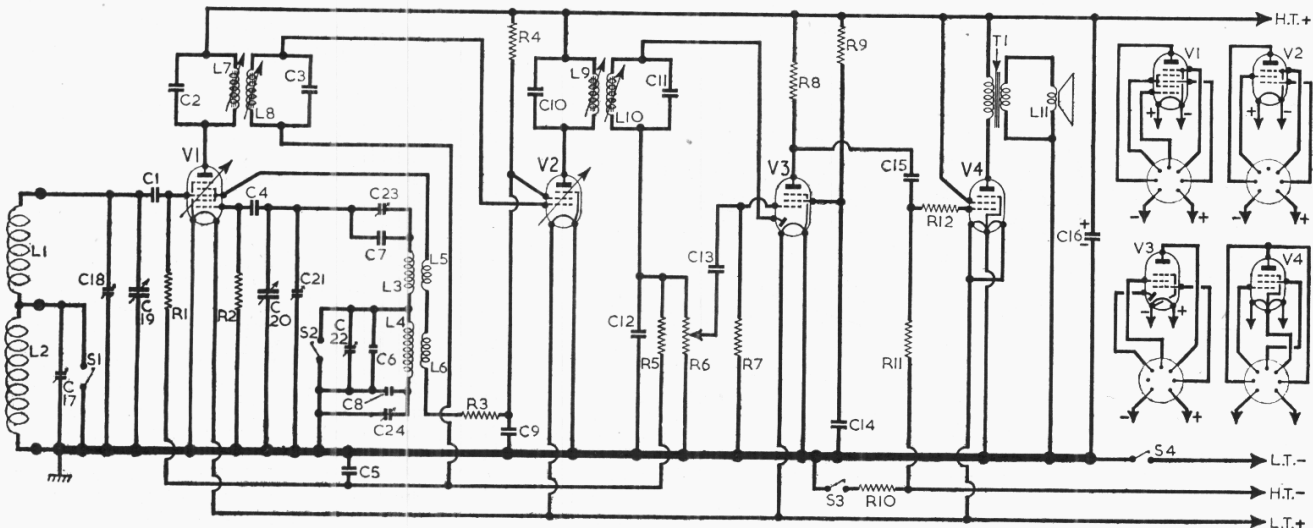 H.T.+
R4
R9
V1
V2
C2
L7
L8
C3
L9
C10
L10
C11
R8
T1
L11
+ -
+ -
V1
V2
V3
C15
V4
C1
C4
C23
C7
R12
C16
+
-
- +
- +
L1
C18
C19
R1
R2
C20
C21
L3
L5
C13
V3
V4
L2
C17
S1
S2
C22
C6
L4
L6
C12
R5
R6
R7
R11
- +
C8
C24
R3
C9
C14
- +
- +
C5
S4
L.T.-
S3
R10
H.T.-
L.T.+